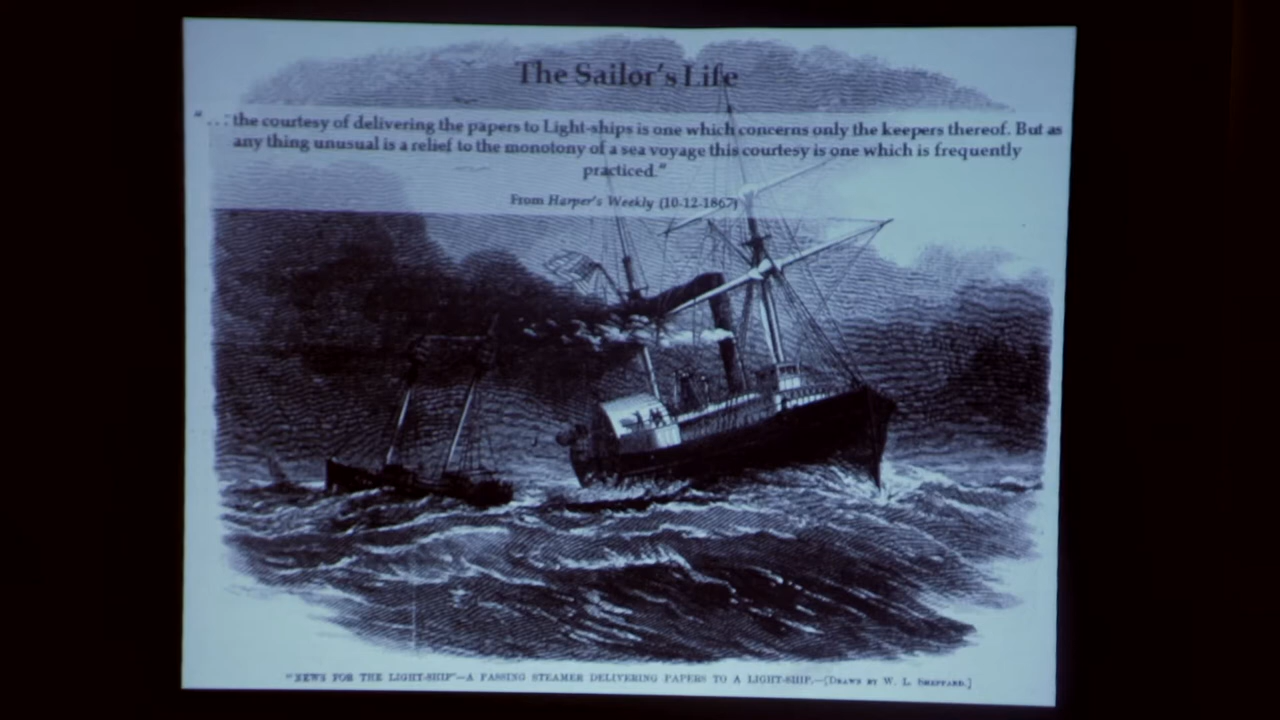 The Sailor's Life
"...the courtesy of delivering the papers to Light-ships is one which concerns only the keepers thereof. But as
any thing unusual is a relief to the monotony of a sea voyage this courtesy is one which is frequently
practiced."
From Harper's Weekly (10-12-1867)
"NEWS FOR THE LIGHT-SHIP"—A PASSING STEAMER DELIVERING PAPERS TO A LIGHT-SHIP.—[Drawn by W. L. Sheppard.]